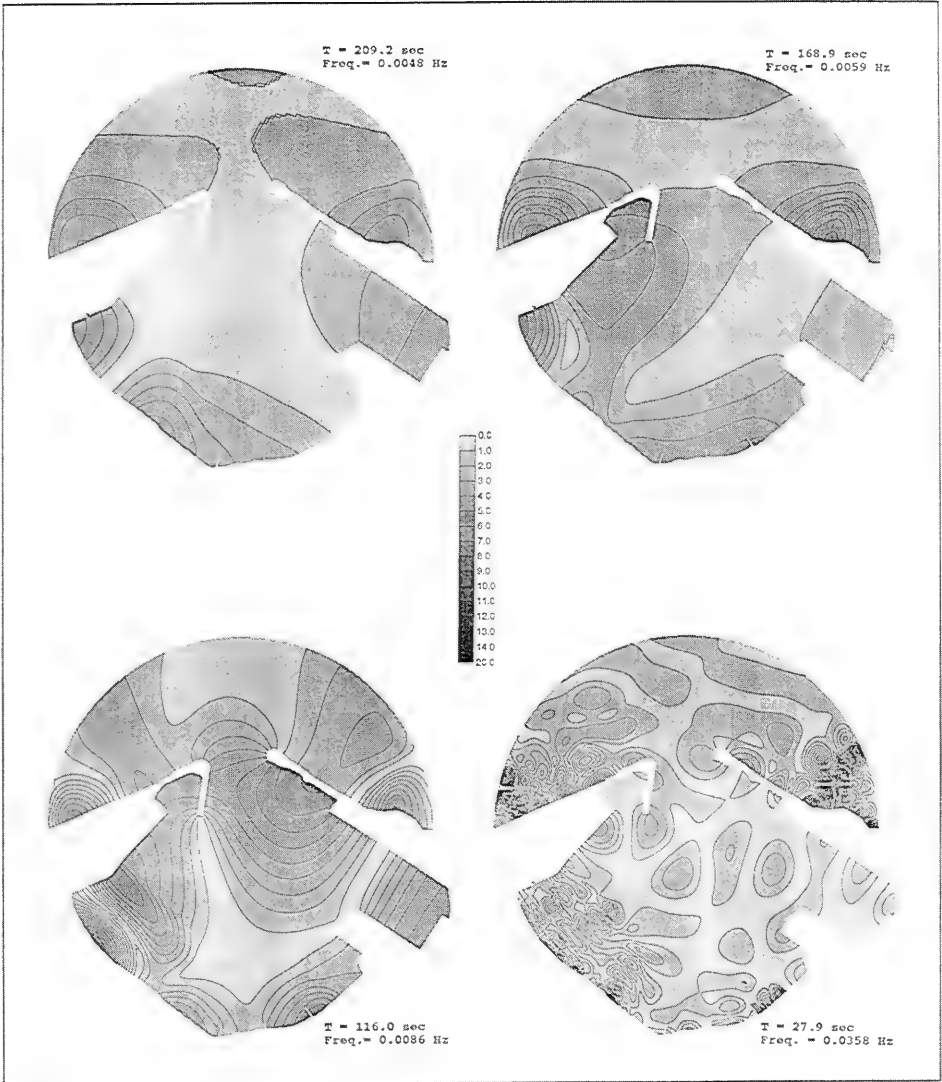 T = 209.2 sec
Freq.= 0.0048 Hz
T = 168.9 sec
Freq.= 0.0059 Hz
0.0
1.0
2.0
3.0
4.0
5.0
6.0
7.0
8.0
9.0
10.0
11.0
12.0
13.0
14.0
20.0
T = 116.0 sec
Freq.= 0.0086 Hz
T = 27.9 sec
Freq.= 0.0358 Hz